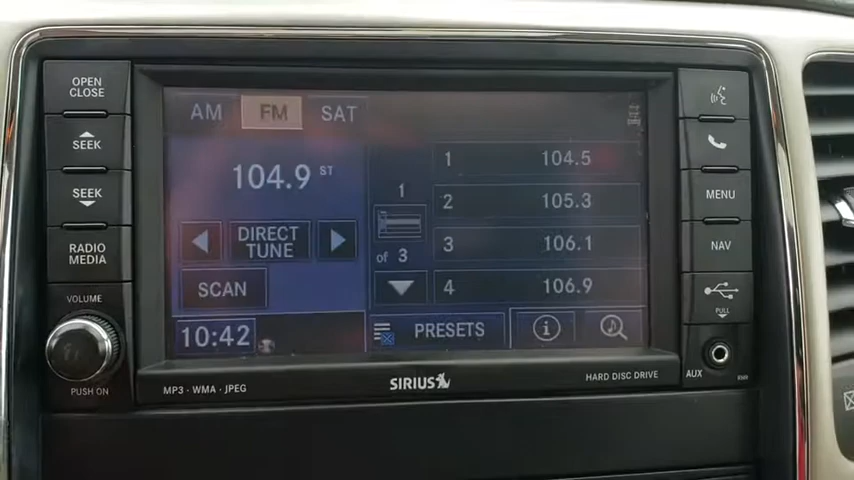 OPEN
CLOSE
SEEK
SEEK
RADIO
MEDIA
VOLUME
PUSH ON
AM FM SAT
104.9 ST
DIRECT
TUNE
SCAN
10:42
1
of 3
1 104.5
2 105.3
3 106.1
4 106.9
PRESETS
MENU
NAV
PULL
AUX
MP3 · WMA · JPEG
SIRIUS
HARD DISC DRIVE